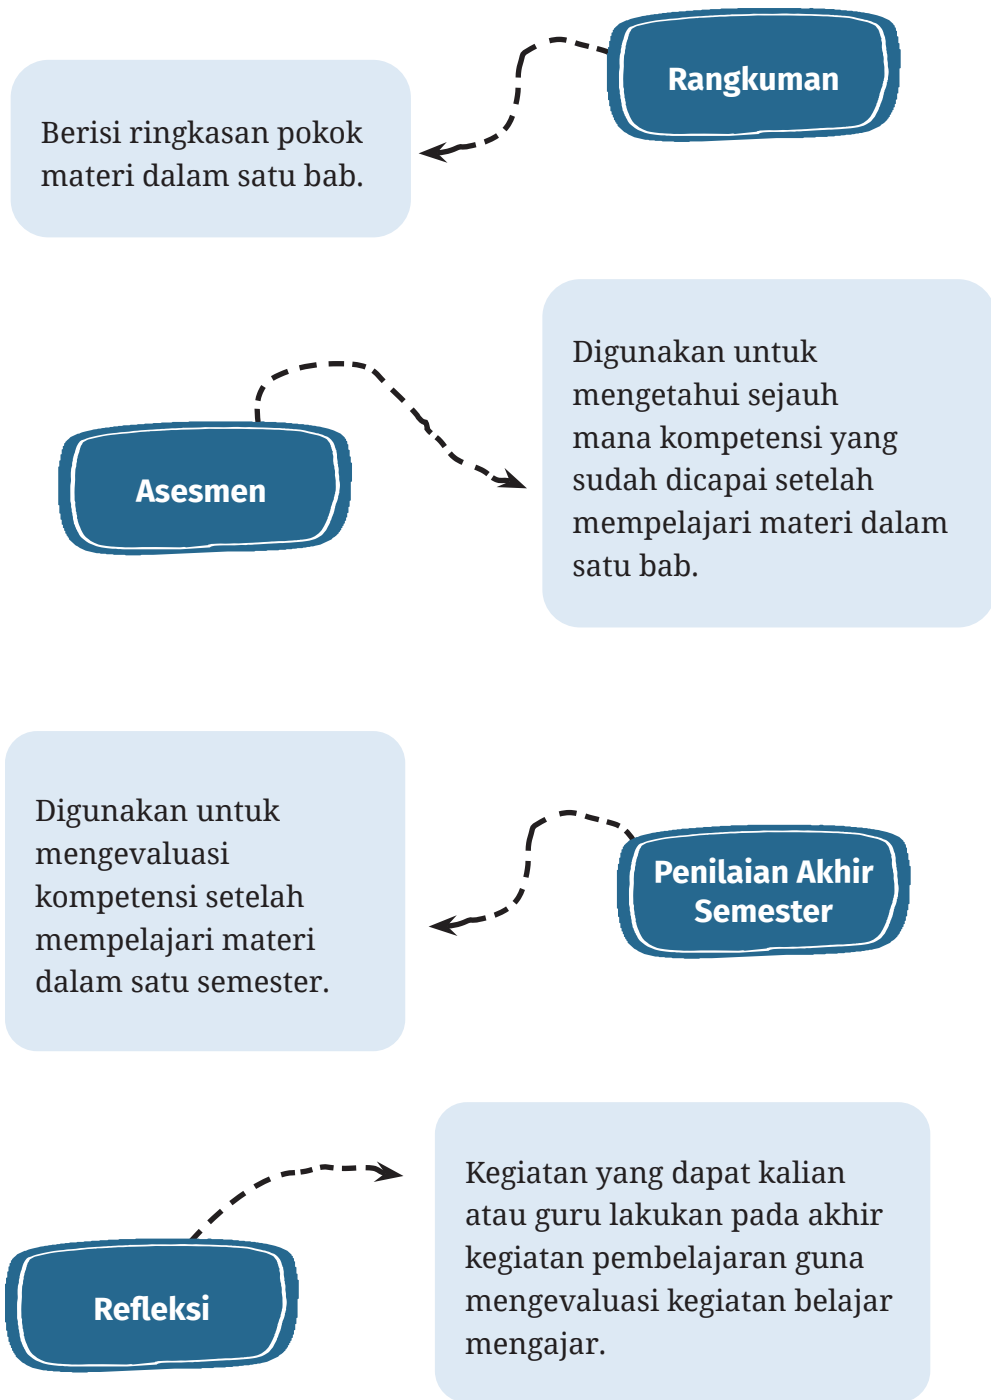 Rangkuman
Berisi ringkasan pokok
materi dalam satu bab.
Asesmen
Digunakan untuk
mengetahui sejauh
mana kompetensi yang
sudah dicapai setelah
mempelajari materi dalam
satu bab.
Penilaian Akhir
Semester
Digunakan untuk
mengevaluasi
kompetensi setelah
mempelajari materi
dalam satu semester.
Refleksi
Kegiatan yang dapat kalian
atau guru lakukan pada akhir
kegiatan pembelajaran guna
mengevaluasi kegiatan belajar
mengajar.